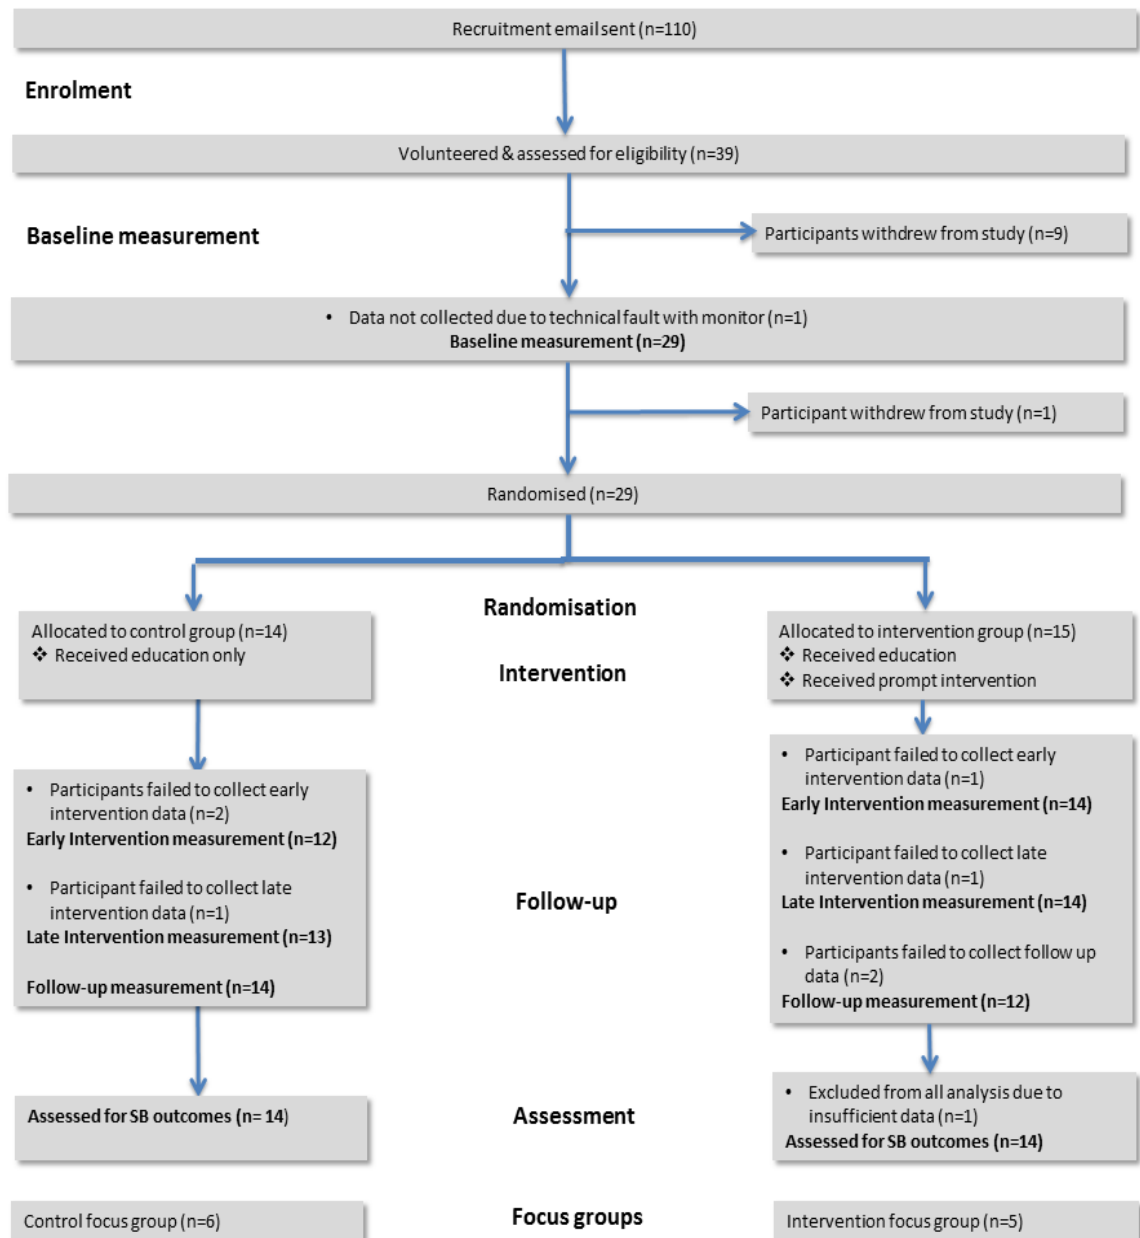 Recruitment email sent (n=110)
Enrolment
Volunteered & assessed for eligibility (n=39)
Baseline measurement
Participants withdrew from study (n=9)
• Data not collected due to technical fault with monitor (n=1)
Baseline measurement (n=29)
Participant withdrew from study (n=1)
Randomised (n=29)
Randomisation
Allocated to control group (n=14)
❖ Received education only
Intervention
Allocated to intervention group (n=15)
❖ Received education
❖ Received prompt intervention
• Participants failed to collect early
intervention data (n=2)
Early Intervention measurement (n=12)
• Participant failed to collect late
intervention data (n=1)
Late Intervention measurement (n=13)
Follow-up measurement (n=14)
Follow-up
• Participant failed to collect early
intervention data (n=1)
Early Intervention measurement (n=14)
• Participant failed to collect late
intervention data (n=1)
Late Intervention measurement (n=14)
• Participants failed to collect follow up
data (n=2)
Follow-up measurement (n=12)
Assessed for SB outcomes (n= 14)
Assessment
• Excluded from all analysis due to
insufficient data (n=1)
Assessed for SB outcomes (n=14)
Control focus group (n=6)
Focus groups
Intervention focus group (n=5)